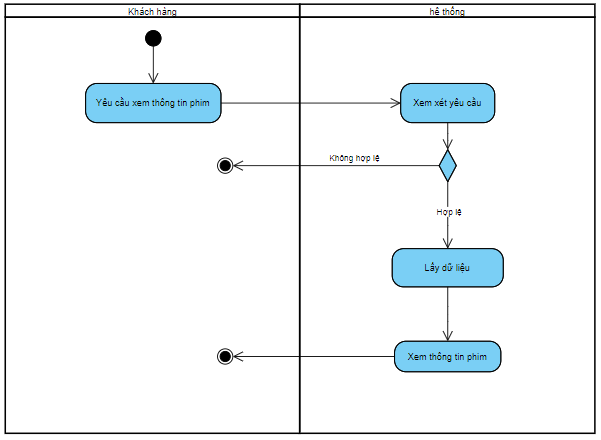 Khách hàng
hệ thống
Yêu cầu xem thông tin phim
Xem xét yêu cầu
Không hợp lệ
Hợp lệ
Lấy dữ liệu
Xem thông tin phim